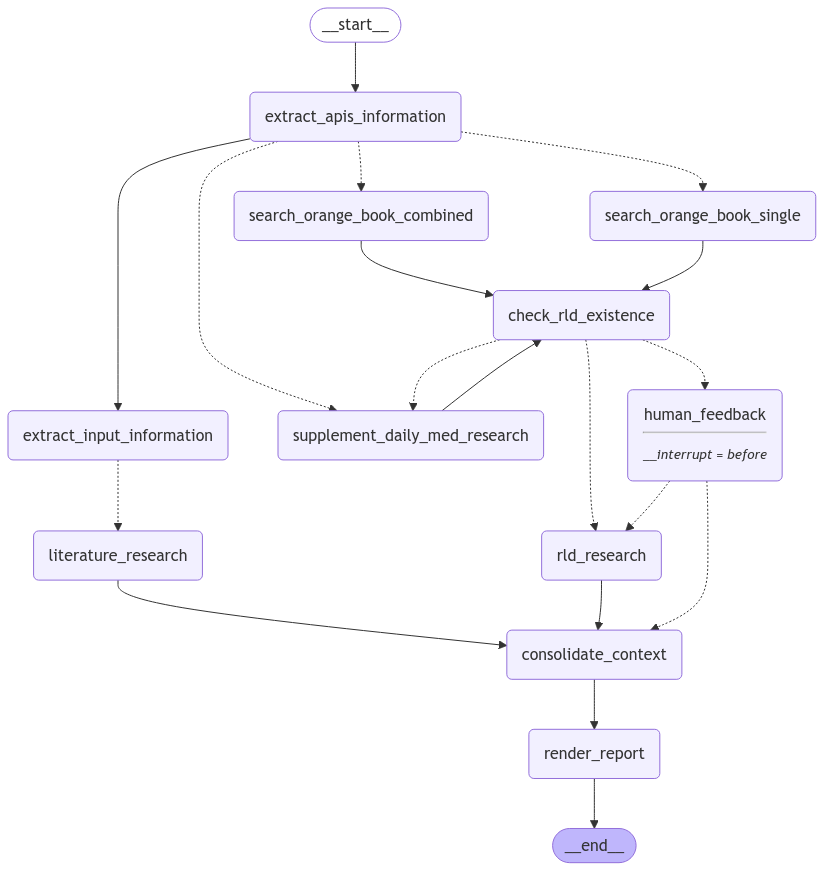 __start__
extract_apis_information
search_orange_book_combined
search_orange_book_single
check_rld_existence
extract_input_information
supplement_daily_med_research
human_feedback
__interrupt = before
literature_research
rld_research
consolidate_context
render_report
__end__